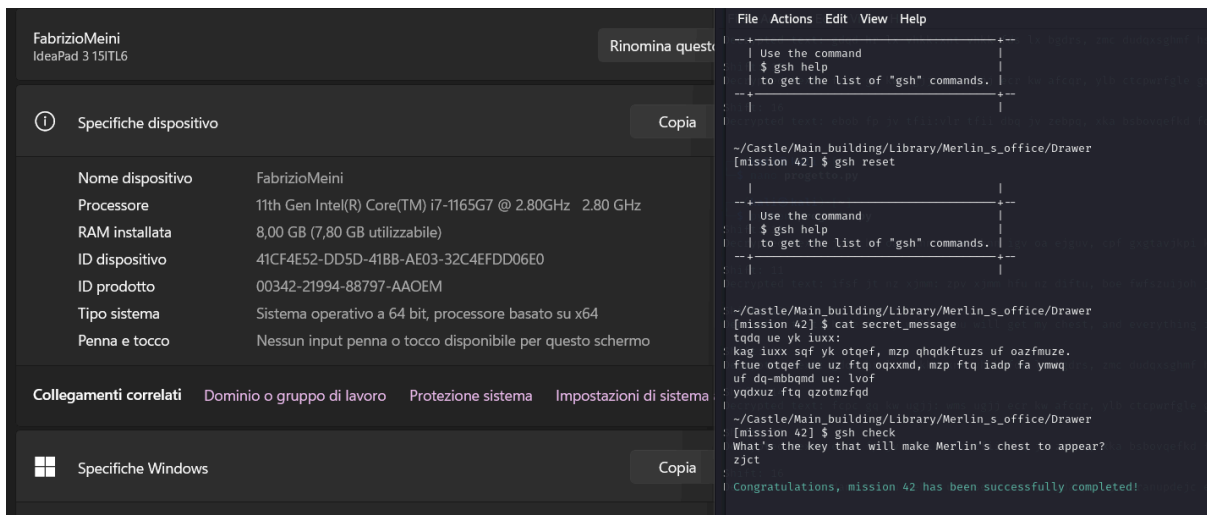 FabrizioMeini
IdeaPad 3 15ITL6
Rinomina questo
Specifiche dispositivo
Copia
Nome dispositivo FabrizioMeini
Processore 11th Gen Intel(R) Core(TM) i7-1165G7 @ 2.80GHz 2.80 GHz
RAM installata 8,00 GB (7,80 GB utilizzabile)
ID dispositivo 41CF4E52-DD5D-41BB-AE03-32C4EFDD06E0
ID prodotto 00342-21994-88797-AAOEM
Tipo sistema Sistema operativo a 64 bit, processore basato su x64
Penna e tocco Nessun input penna o tocco disponibile per questo schermo
Collegamenti correlati Dominio o gruppo di lavoro Protezione sistema Impostazioni di sistema
Specifiche Windows
Copia
File Actions Edit View Help
Use the command
$ gsh help
to get the list of "gsh" commands.
~/Castle/Main_building/Library/Merlin_s_office/Drawer
[mission 42] $ gsh reset
Use the command
$ gsh help
to get the list of "gsh" commands.
~/Castle/Main_building/Library/Merlin_s_office/Drawer
[mission 42] $ cat secret_message
tqdq ue yk iuxx:
kag iuxx sqf yk otqef, mzp qhqdkftuzs uf oazfmuze.
ftue otqef ue uz ftq oqxxmd, mzp ftq iadp fa ymwq
uf dq-mbbqmd ue: lvof
yqdxuz ftq qzotmzfqd
~/Castle/Main_building/Library/Merlin_s_office/Drawer
[mission 42] $ gsh check
What's the key that will make Merlin's chest to appear?
zjct
Congratulations, mission 42 has been successfully completed!